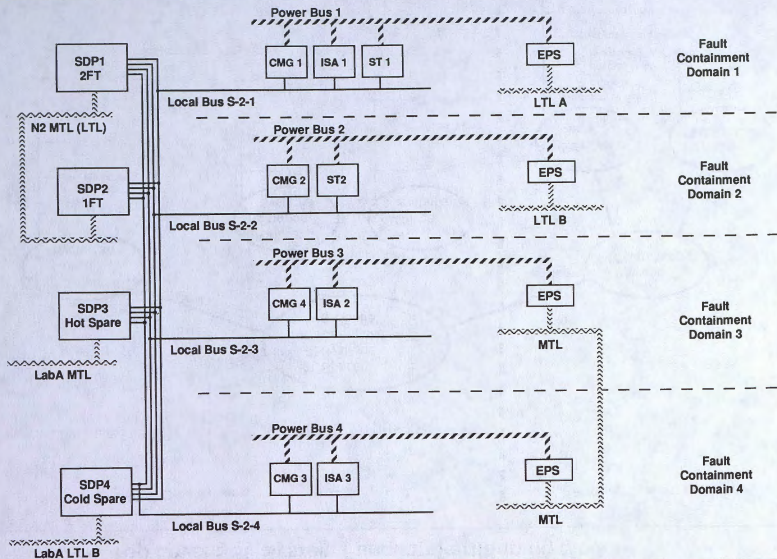 Power Bus 1
SDP1
2FT
CMG 1
ISA 1
ST 1
EPS
Fault
Containment
Domain 1
Local Bus S-2-1
LTL A
N2 MTL (LTL)
Power Bus 2
SDP2
1FT
CMG 2
ST2
EPS
Fault
Containment
Domain 2
Local Bus S-2-2
LTL B
Power Bus 3
SDP3
Hot Spare
CMG 4
ISA 2
EPS
Fault
Containment
Domain 3
Local Bus S-2-3
MTL
LabA MTL
Power Bus 4
SDP4
Cold Spare
CMG 3
ISA 3
EPS
Fault
Containment
Domain 4
Local Bus S-2-4
MTL
LabA LTL B